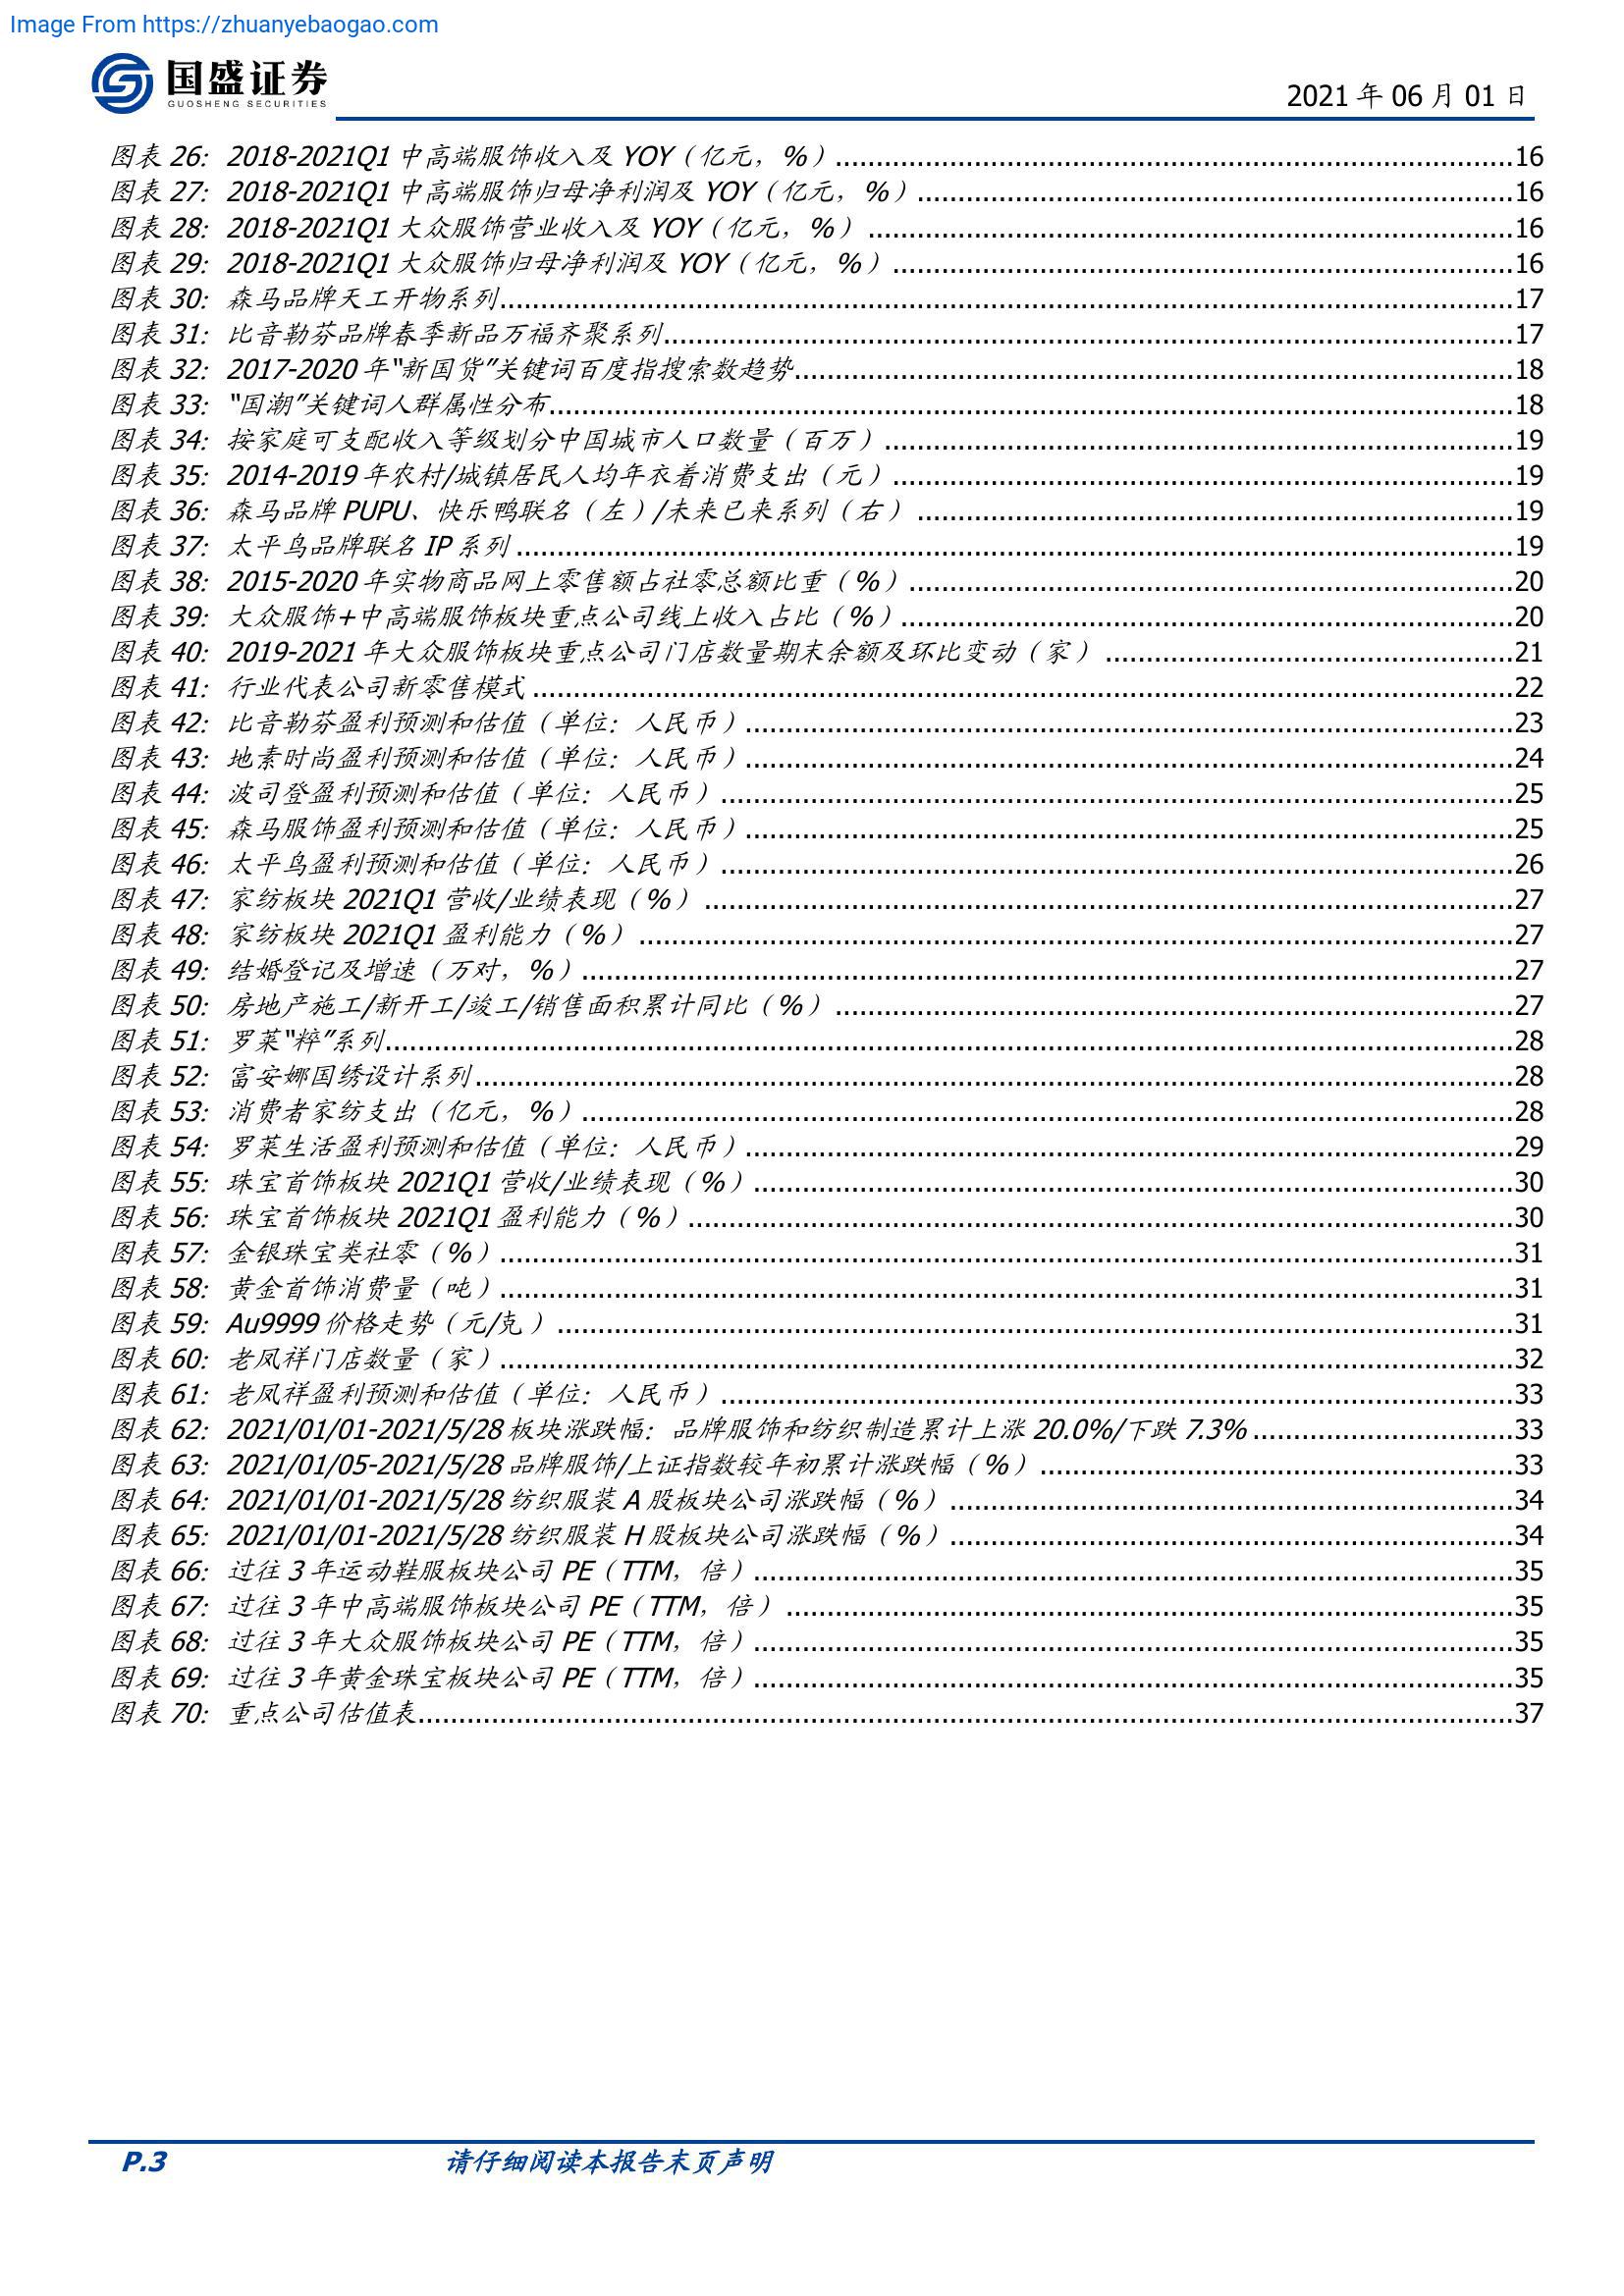 Image From https://zhuanyebaogao.com
国盛证券
GUOSHENG SECURITIES
2021 年 06 月 01 日
图表 26: 2018-2021Q1 中高端服饰收入及 YOY（亿元，%）......16
图表 27: 2018-2021Q1 中高端服饰归母净利润及 YOY（亿元，%）......16
图表 28: 2018-2021Q1 大众服饰营业收入及 YOY（亿元，%）......16
图表 29: 2018-2021Q1 大众服饰归母净利润及 YOY（亿元，%）......16
图表 30: 森马品牌天工开物系列......17
图表 31: 比音勒芬品牌春季新品万福齐聚系列......17
图表 32: 2017-2020 年“新国货”关键词百度指搜索数趋势......18
图表 33: “国潮”关键词人群属性分布......18
图表 34: 按家庭可支配收入等级划分中国城市人口数量（百万）......19
图表 35: 2014-2019 年农村/城镇居民人均年衣着消费支出（元）......19
图表 36: 森马品牌 PUPU、快乐鸭联名（左）/未来已来系列（右）......19
图表 37: 太平鸟品牌联名 IP 系列......19
图表 38: 2015-2020 年实物商品网上零售额占社零总额比重（%）......20
图表 39: 大众服饰+中高端服饰板块重点公司线上收入占比（%）......20
图表 40: 2019-2021 年大众服饰板块重点公司门店数量期末余额及环比变动（家）......21
图表 41: 行业代表公司新零售模式......22
图表 42: 比音勒芬盈利预测和估值（单位：人民币）......23
图表 43: 地素时尚盈利预测和估值（单位：人民币）......24
图表 44: 波司登盈利预测和估值（单位：人民币）......25
图表 45: 森马服饰盈利预测和估值（单位：人民币）......25
图表 46: 太平鸟盈利预测和估值（单位：人民币）......26
图表 47: 家纺板块 2021Q1 营收/业绩表现（%）......27
图表 48: 家纺板块 2021Q1 盈利能力（%）......27
图表 49: 结婚登记及增速（万对，%）......27
图表 50: 房地产施工/新开工/竣工/销售面积累计同比（%）......27
图表 51: 罗莱“粹”系列......28
图表 52: 富安娜国绣设计系列......28
图表 53: 消费者家纺支出（亿元，%）......28
图表 54: 罗莱生活盈利预测和估值（单位：人民币）......29
图表 55: 珠宝首饰板块 2021Q1 营收/业绩表现（%）......30
图表 56: 珠宝首饰板块 2021Q1 盈利能力（%）......30
图表 57: 金银珠宝类社零（%）......31
图表 58: 黄金首饰消费量（吨）......31
图表 59: Au9999 价格走势（元/克）......31
图表 60: 老凤祥门店数量（家）......32
图表 61: 老凤祥盈利预测和估值（单位：人民币）......33
图表 62: 2021/01/01-2021/5/28 板块涨跌幅：品牌服饰和纺织制造累计上涨 20.0%/下跌 7.3%......33
图表 63: 2021/01/05-2021/5/28 品牌服饰/上证指数较年初累计涨跌幅（%）......33
图表 64: 2021/01/01-2021/5/28 纺织服装 A 股板块公司涨跌幅（%）......34
图表 65: 2021/01/01-2021/5/28 纺织服装 H 股板块公司涨跌幅（%）......34
图表 66: 过往 3 年运动鞋服板块公司 PE（TTM，倍）......35
图表 67: 过往 3 年中高端服饰板块公司 PE（TTM，倍）......35
图表 68: 过往 3 年大众服饰板块公司 PE（TTM，倍）......35
图表 69: 过往 3 年黄金珠宝板块公司 PE（TTM，倍）......35
图表 70: 重点公司估值表......37
P.3 请仔细阅读本报告末页声明